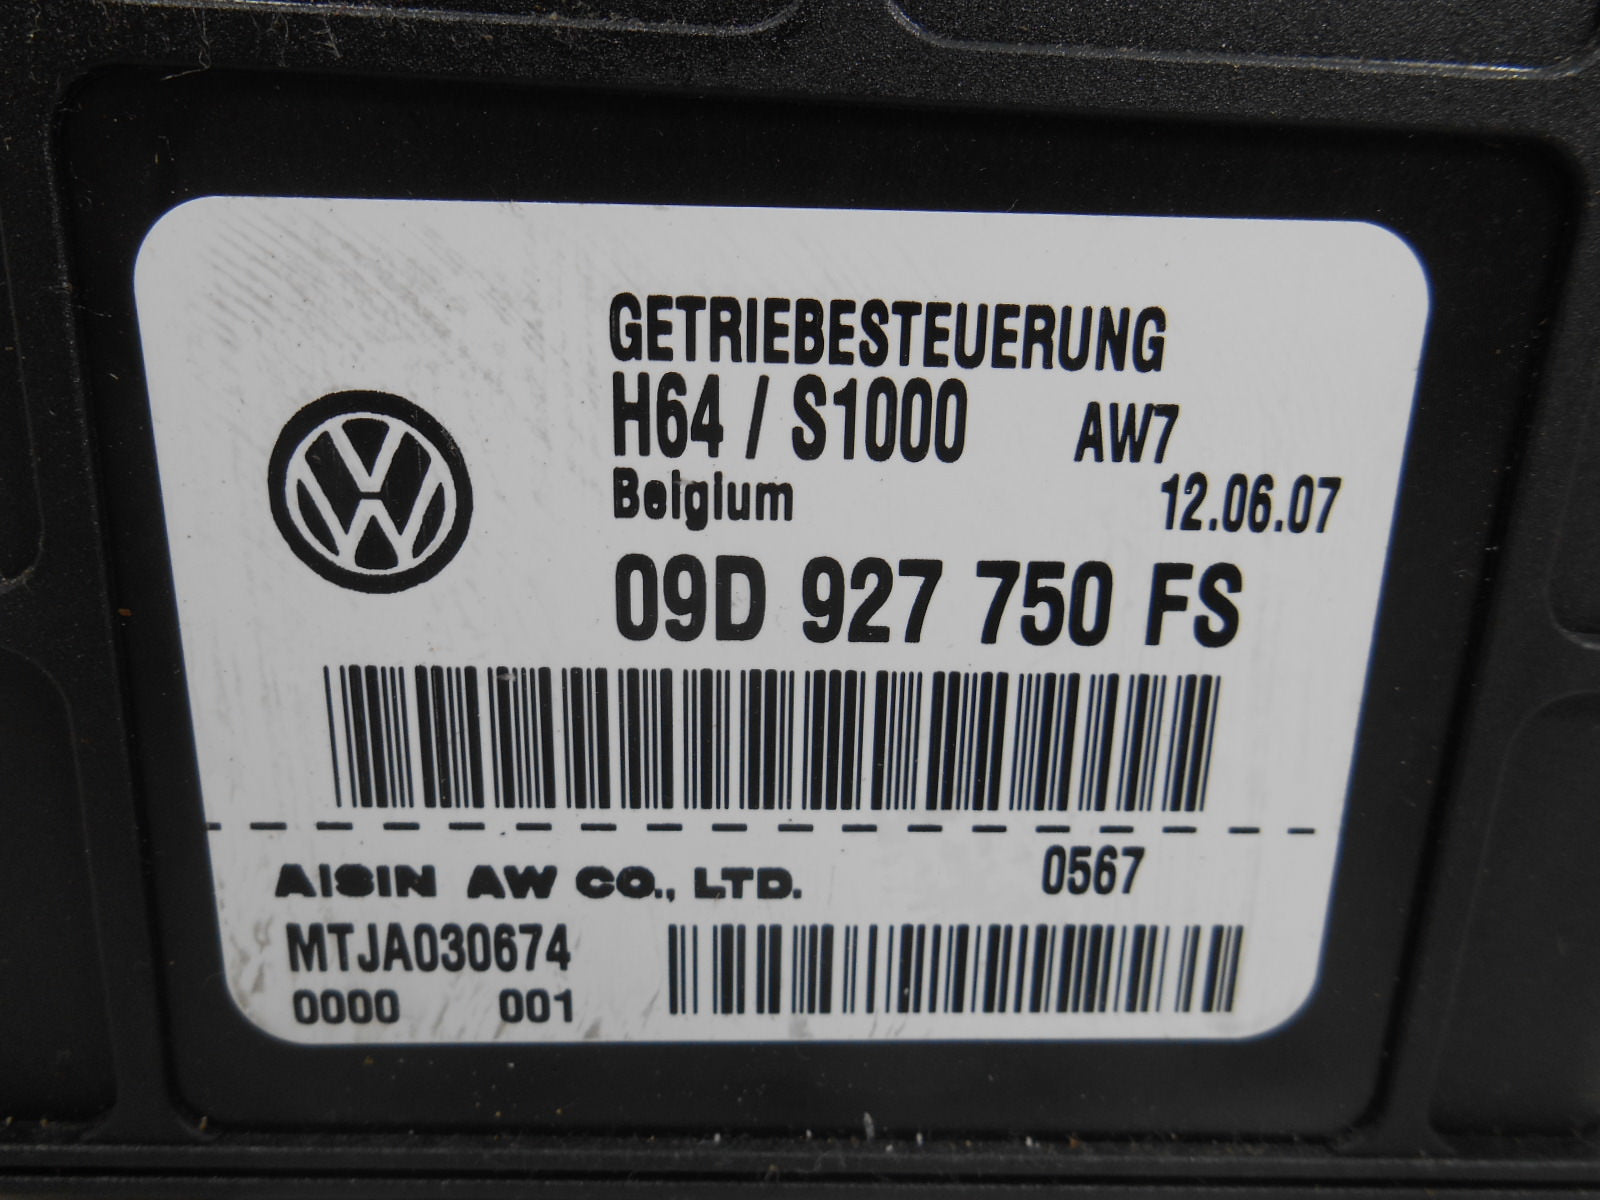 GETRIEBESTEUERUNG
H64 / S1000 AW7
Belgium 12.06.07
09D 927 750 FS
AISIN AW CO., LTD. 0567
MTJA030674
0000 001